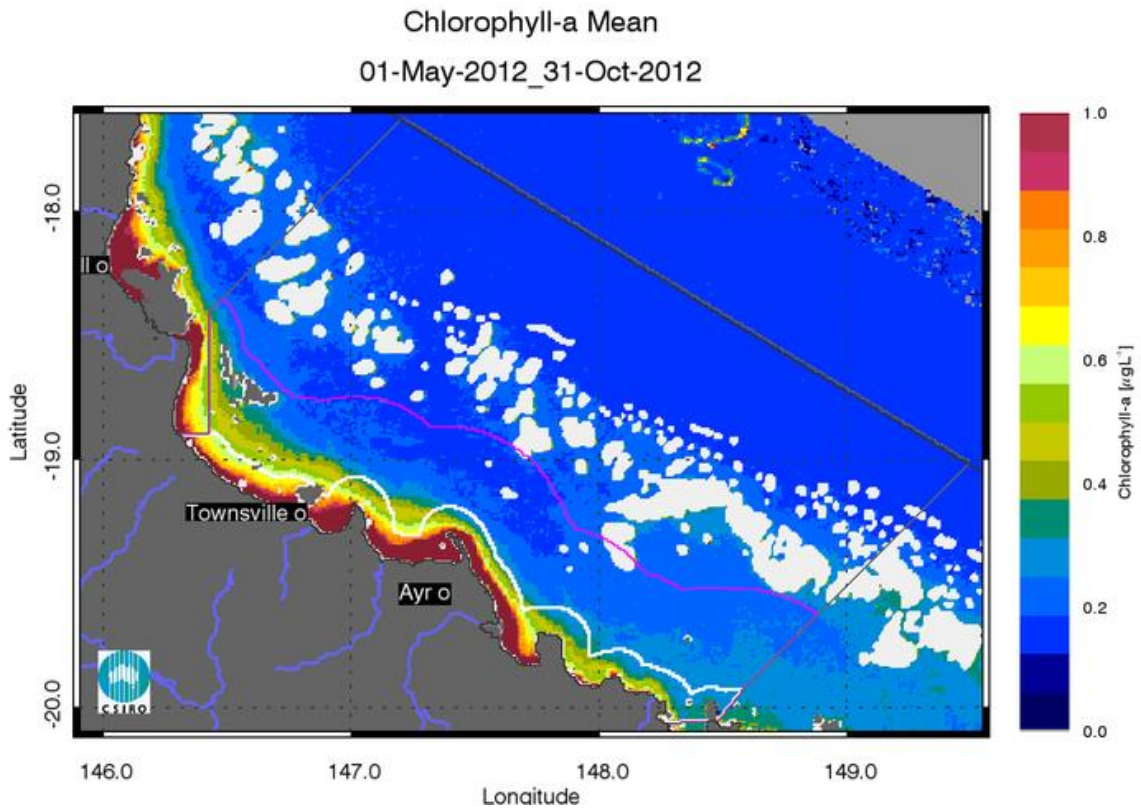 Chlorophyll-a Mean
01-May-2012_31-Oct-2012
1.0
0.8
0.6
0.4
0.2
0.0
Chlorophyll-a [µgL⁻¹]
-18.0
-19.0
-20.0
Latitude
ll o
Townsville o
Ayr o
CSIRO
146.0
147.0
148.0
149.0
Longitude